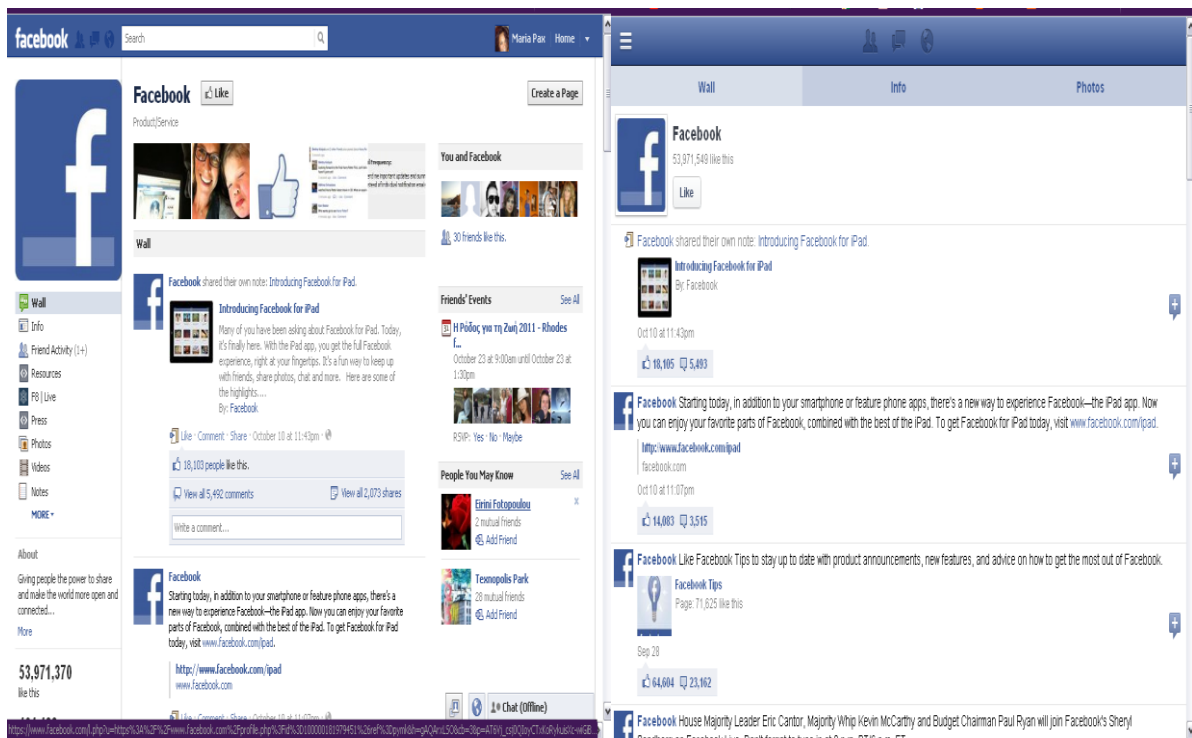 facebook
Search
Maria Pax Home
Facebook
Like
Create a Page
Product/Service
Wall
Info
Friend Activity (1+)
Resources
F8 | Live
Press
Photos
Videos
Notes
MORE
About
Giving people the power to share
and make the world more open and
connected...
More
53,971,370
like this
Wall
Facebook shared their own note: Introducing Facebook for iPad.
Introducing Facebook for iPad
Many of you have been asking about Facebook for iPad. Today,
it's finally here. With the iPad app, you get the full Facebook
experience, right at your fingertips. It's a fun way to keep up
with friends, share photos, chat and more. Here are some of
the highlights....
By: Facebook
Like · Comment · Share · October 10 at 11:43pm ·
18,103 people like this.
View all 5,492 comments
View all 2,073 shares
Write a comment...
Facebook
Starting today, in addition to your smartphone or feature phone apps, there's a
new way to experience Facebook—the iPad app. Now you can enjoy your favorite
parts of Facebook, combined with the best of the iPad. To get Facebook for iPad
today, visit www.facebook.com/ipad.
http://www.facebook.com/ipad
www.facebook.com
Like · Comment · Share · October 10 at 11:07pm
You and Facebook
30 friends like this.
Friends' Events
See All
Η Ρόδος για τη Ζωή 2011 - Rhodes
f...
October 23 at 9:00am until October 23 at
1:30pm
RSVP: Yes · No · Maybe
People You May Know
See All
Eirini Fotopoulou
x
2 mutual friends
Add Friend
Texnopolis Park
28 mutual friends
Add Friend
Chat (Offline)
Wall
Info
Photos
Facebook
53,971,549 like this
Like
Facebook shared their own note: Introducing Facebook for iPad.
Introducing Facebook for iPad
By: Facebook
Oct 10 at 11:43pm
18,105 5,493
Facebook Starting today, in addition to your smartphone or feature phone apps, there's a new way to experience Facebook—the iPad app. Now
you can enjoy your favorite parts of Facebook, combined with the best of the iPad. To get Facebook for iPad today, visit www.facebook.com/ipad.
http://www.facebook.com/ipad
facebook.com
Oct 10 at 11:07pm
14,083 3,515
Facebook Like Facebook Tips to stay up to date with product announcements, new features, and advice on how to get the most out of Facebook.
Facebook Tips
Page: 71,625 like this
Sep 28
64,604 23,162
Facebook House Majority Leader Eric Cantor, Majority Whip Kevin McCarthy and Budget Chairman Paul Ryan will join Facebook's Sheryl